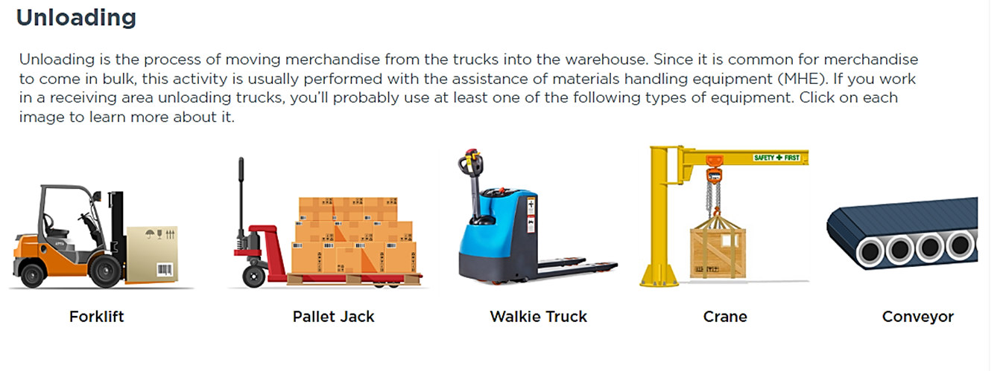 Unloading
Unloading is the process of moving merchandise from the trucks into the warehouse. Since it is common for merchandise
to come in bulk, this activity is usually performed with the assistance of materials handling equipment (MHE). If you work
in a receiving area unloading trucks, you'll probably use at least one of the following types of equipment. Click on each
image to learn more about it.
SAFETY + FIRST
Forklift
Pallet Jack
Walkie Truck
Crane
Conveyor